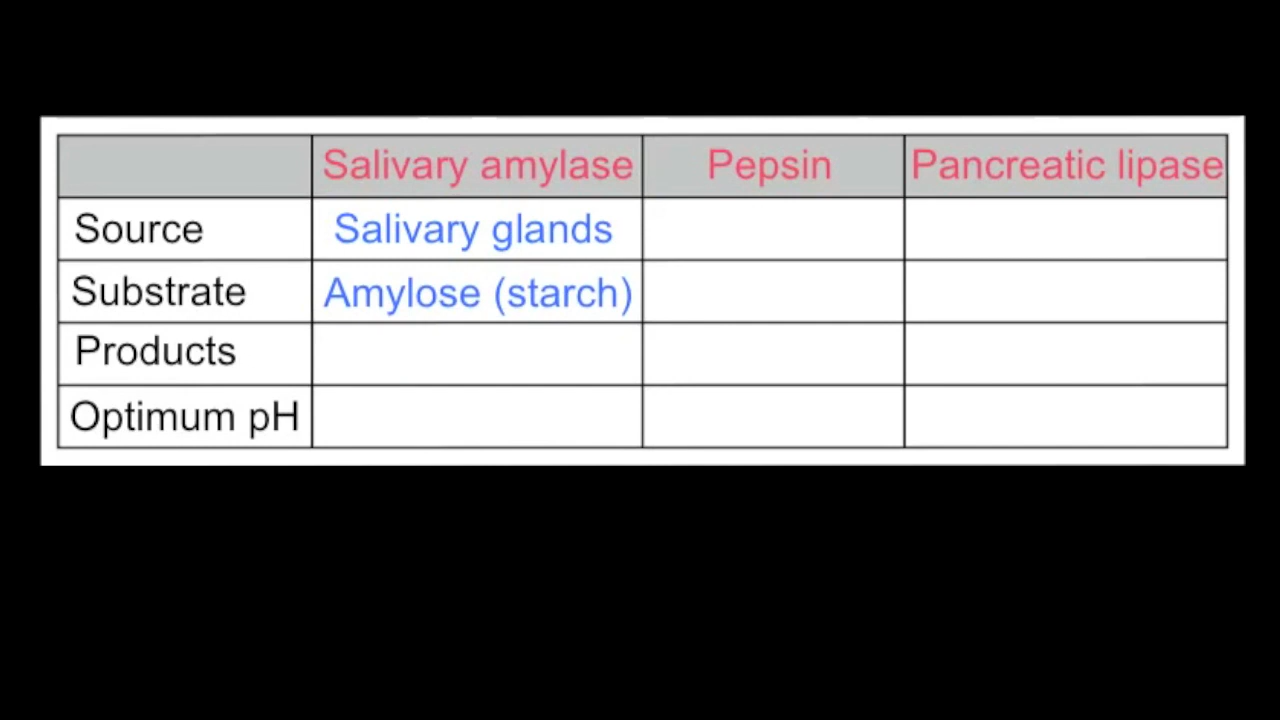 Salivary amylase Pepsin Pancreatic lipase
Source Salivary glands
Substrate Amylose (starch)
Products
Optimum pH